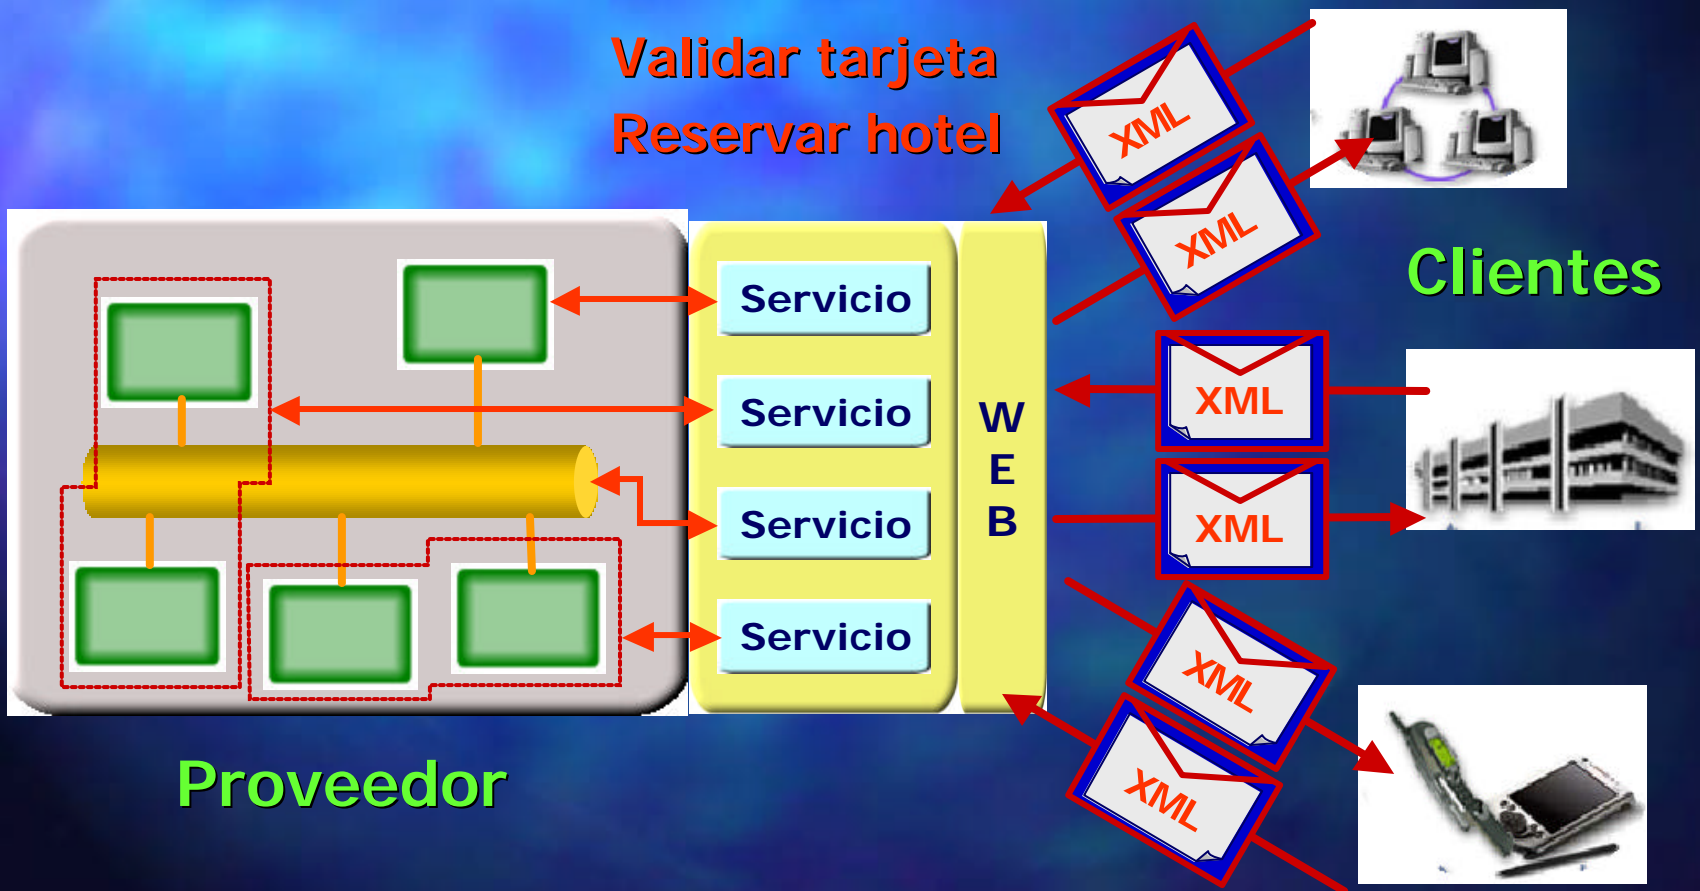 Validar tarjeta
Reservar hotel
XML
XML
Clientes
Servicio
Servicio
Servicio
Servicio
W
E
B
XML
XML
XML
XML
Proveedor